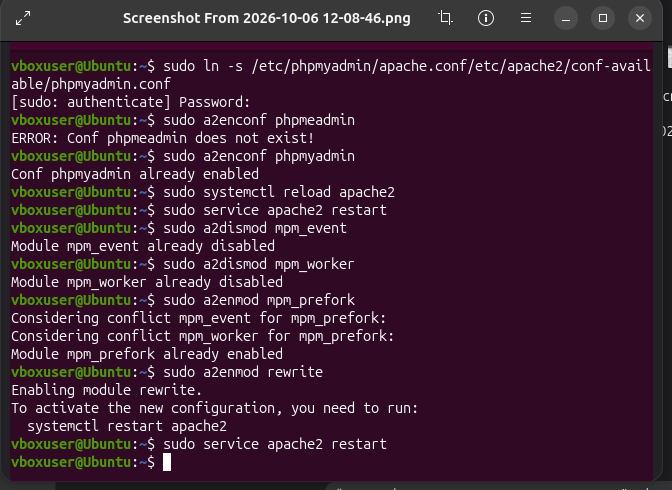 Screenshot From 2026-10-06 12-08-46.png
vboxuser@Ubuntu:~$ sudo ln -s /etc/phpmyadmin/apache.conf/etc/apache2/conf-avail
able/phpmyadmin.conf
[sudo: authenticate] Password:
vboxuser@Ubuntu:~$ sudo a2enconf phpmeadmin
ERROR: Conf phpmeadmin does not exist!
vboxuser@Ubuntu:~$ sudo a2enconf phpmyadmin
Conf phpmyadmin already enabled
vboxuser@Ubuntu:~$ sudo systemctl reload apache2
vboxuser@Ubuntu:~$ sudo service apache2 restart
vboxuser@Ubuntu:~$ sudo a2dismod mpm_event
Module mpm_event already disabled
vboxuser@Ubuntu:~$ sudo a2dismod mpm_worker
Module mpm_worker already disabled
vboxuser@Ubuntu:~$ sudo a2enmod mpm_prefork
Considering conflict mpm_event for mpm_prefork:
Considering conflict mpm_worker for mpm_prefork:
Module mpm_prefork already enabled
vboxuser@Ubuntu:~$ sudo a2enmod rewrite
Enabling module rewrite.
To activate the new configuration, you need to run:
  systemctl restart apache2
vboxuser@Ubuntu:~$ sudo service apache2 restart
vboxuser@Ubuntu:~$